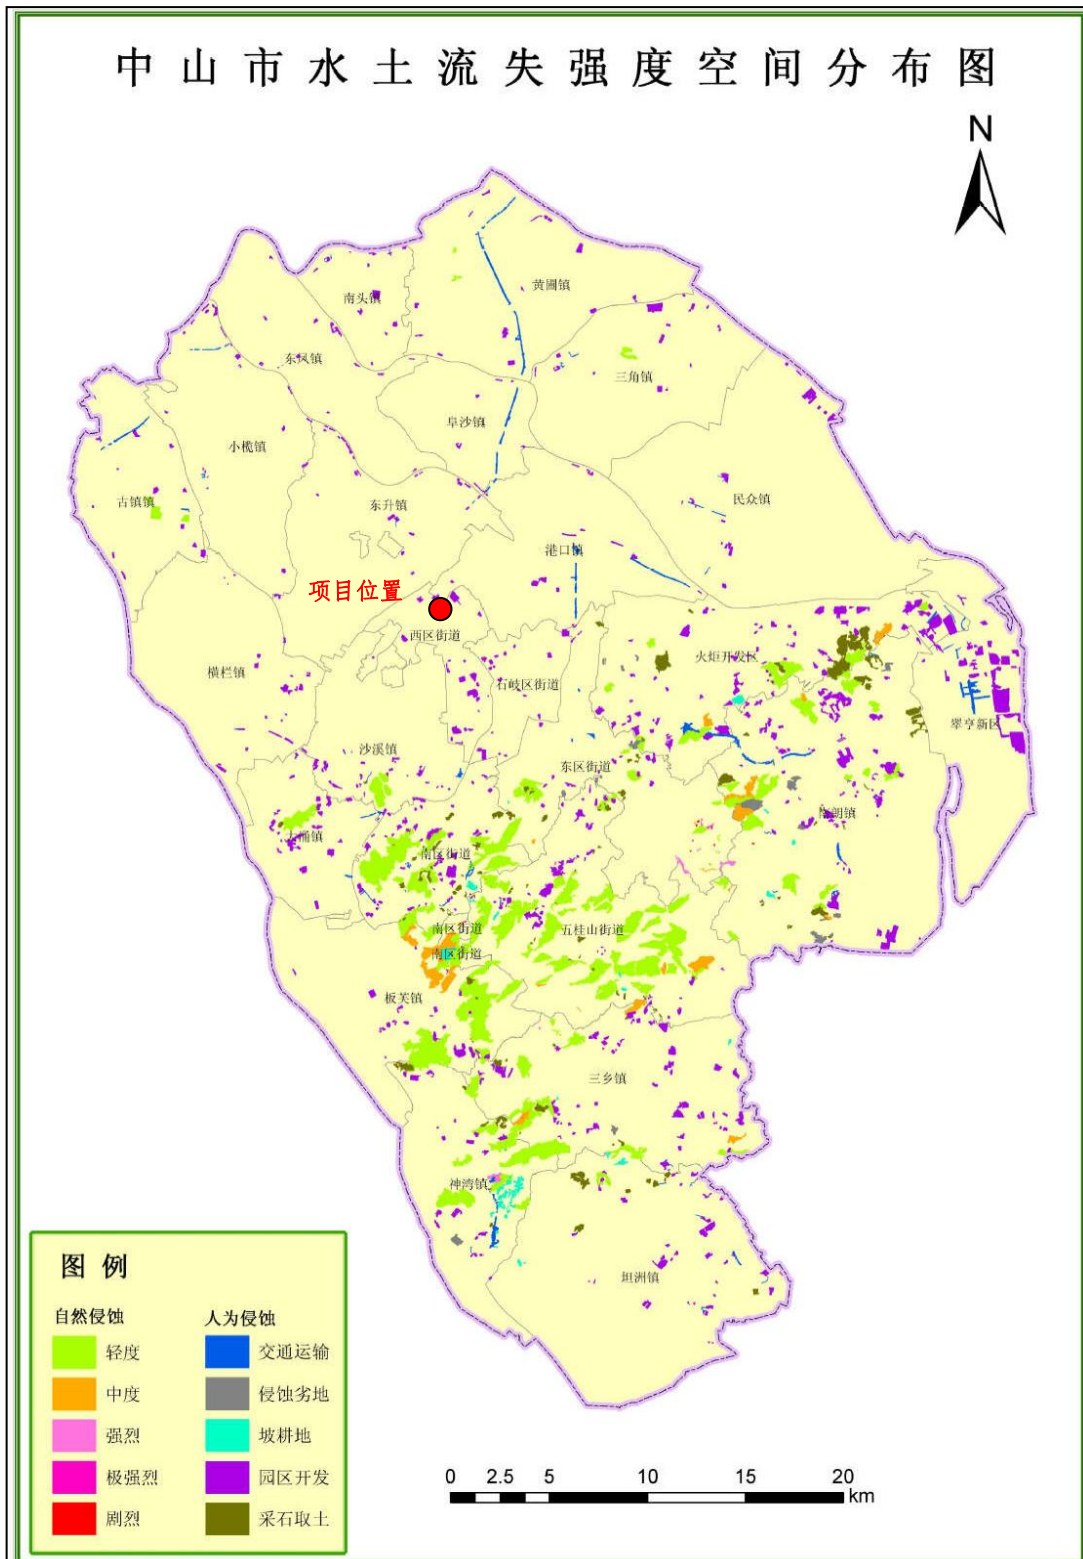 中山市水土流失强度空间分布图
N
黄圃镇
南头镇
东凤镇
三角镇
阜沙镇
小榄镇
古镇镇
东升镇
民众镇
港口镇
项目位置
西区街道
火炬开发区
横栏镇
石岐区街道
翠亨新区
沙溪镇
东区街道
南朗镇
大涌镇
南区街道
南区街道
五桂山街道
南区街道
板芙镇
三乡镇
神湾镇
坦洲镇
图 例
自然侵蚀 人为侵蚀
轻度 交通运输
中度 侵蚀劣地
强烈 坡耕地
极强烈 园区开发
剧烈 采石取土
0 2.5 5 10 15 20
km